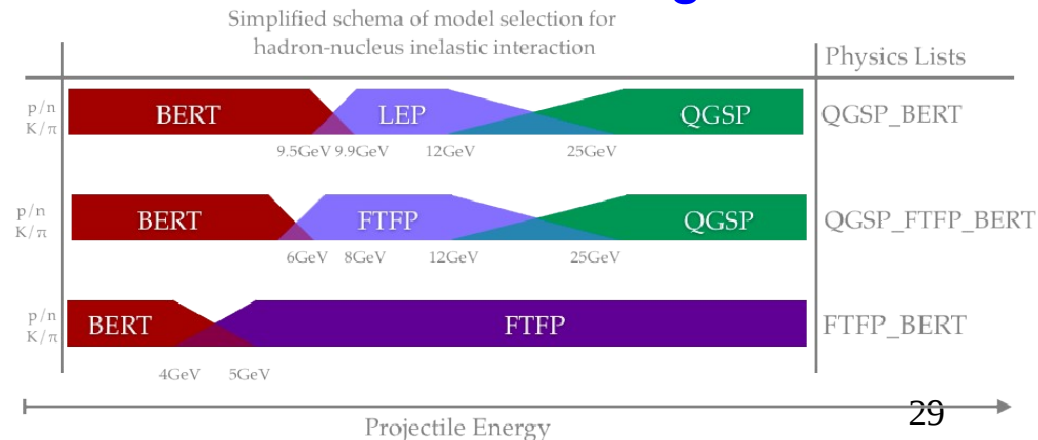 Simplified schema of model selection for
hadron-nucleus inelastic interaction
Physics Lists
p/n
K/π
BERT LEP QGSP QGSP_BERT
9.5GeV 9.9GeV 12GeV 25GeV
p/n
K/π
BERT FTFP QGSP QGSP_FTFP_BERT
6GeV 8GeV 12GeV 25GeV
p/n
K/π
BERT FTFP FTFP_BERT
4GeV 5GeV
29
Projectile Energy